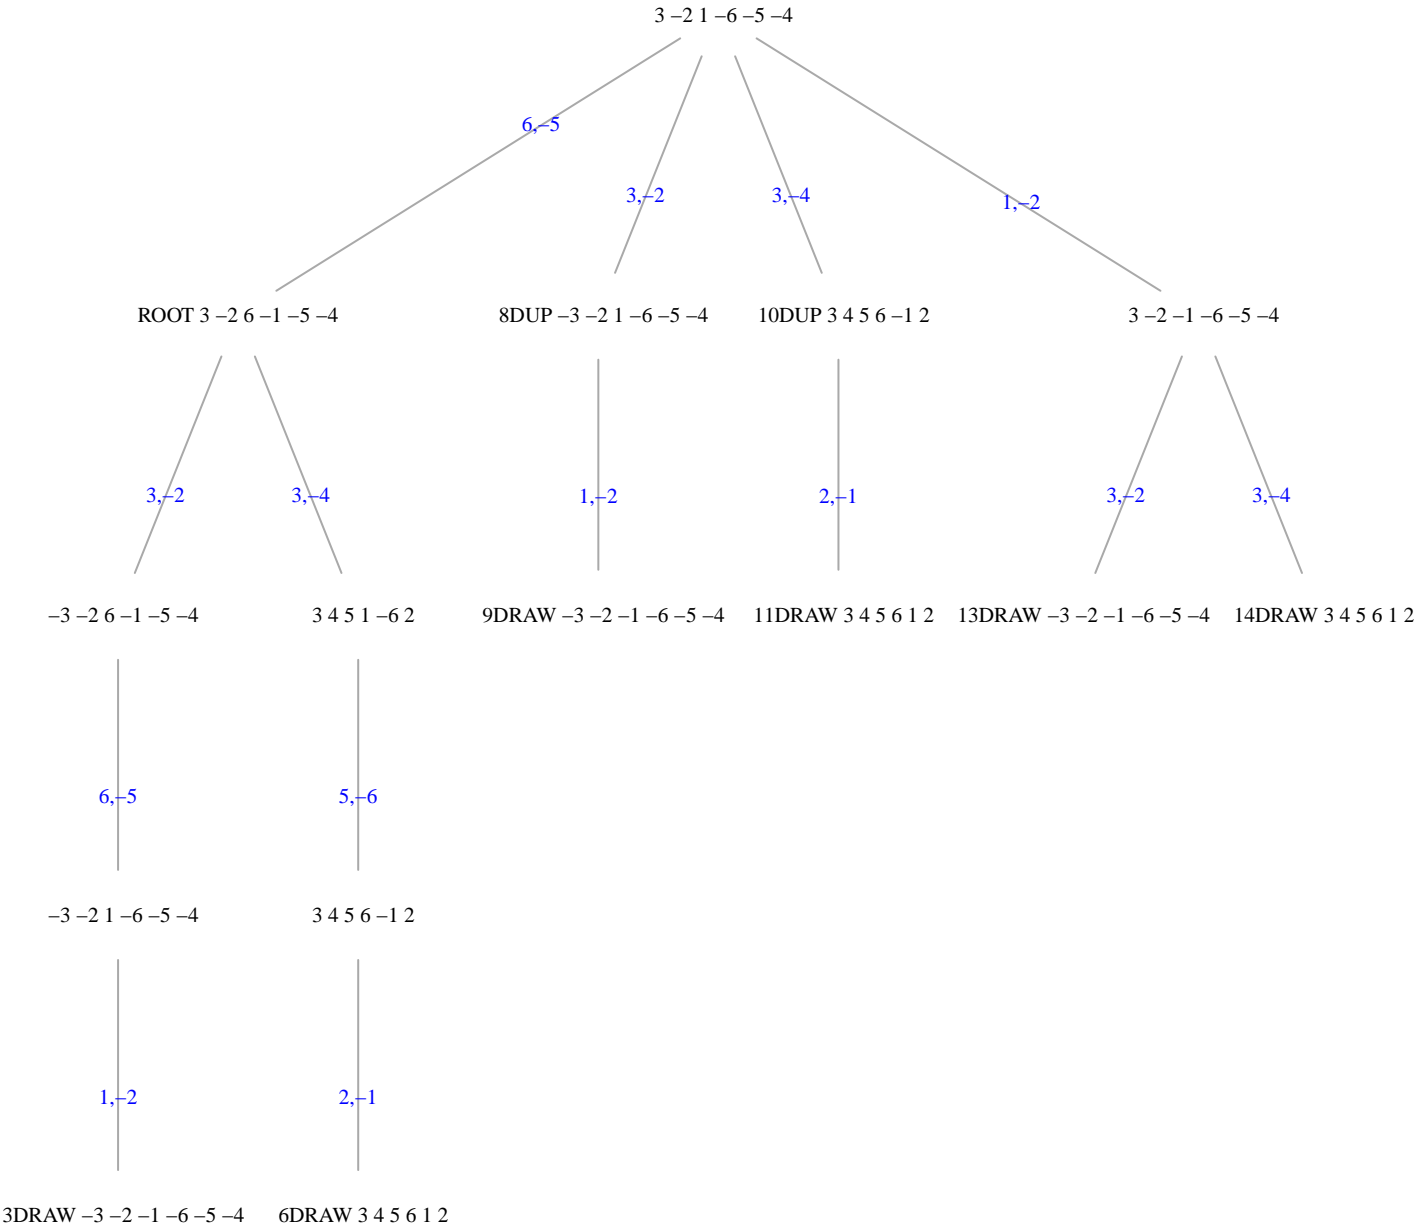 3 –2 1 –6 –5 –4
6,–5
3,–2
3,–4
1,–2
ROOT 3 –2 6 –1 –5 –4
8DUP –3 –2 1 –6 –5 –4
10DUP 3 4 5 6 –1 2
3 –2 –1 –6 –5 –4
3,–2
3,–4
1,–2
2,–1
3,–2
3,–4
–3 –2 6 –1 –5 –4
3 4 5 1 –6 2
9DRAW –3 –2 –1 –6 –5 –4
11DRAW 3 4 5 6 1 2
13DRAW –3 –2 –1 –6 –5 –4
14DRAW 3 4 5 6 1 2
6,–5
5,–6
–3 –2 1 –6 –5 –4
3 4 5 6 –1 2
1,–2
2,–1
3DRAW –3 –2 –1 –6 –5 –4
6DRAW 3 4 5 6 1 2